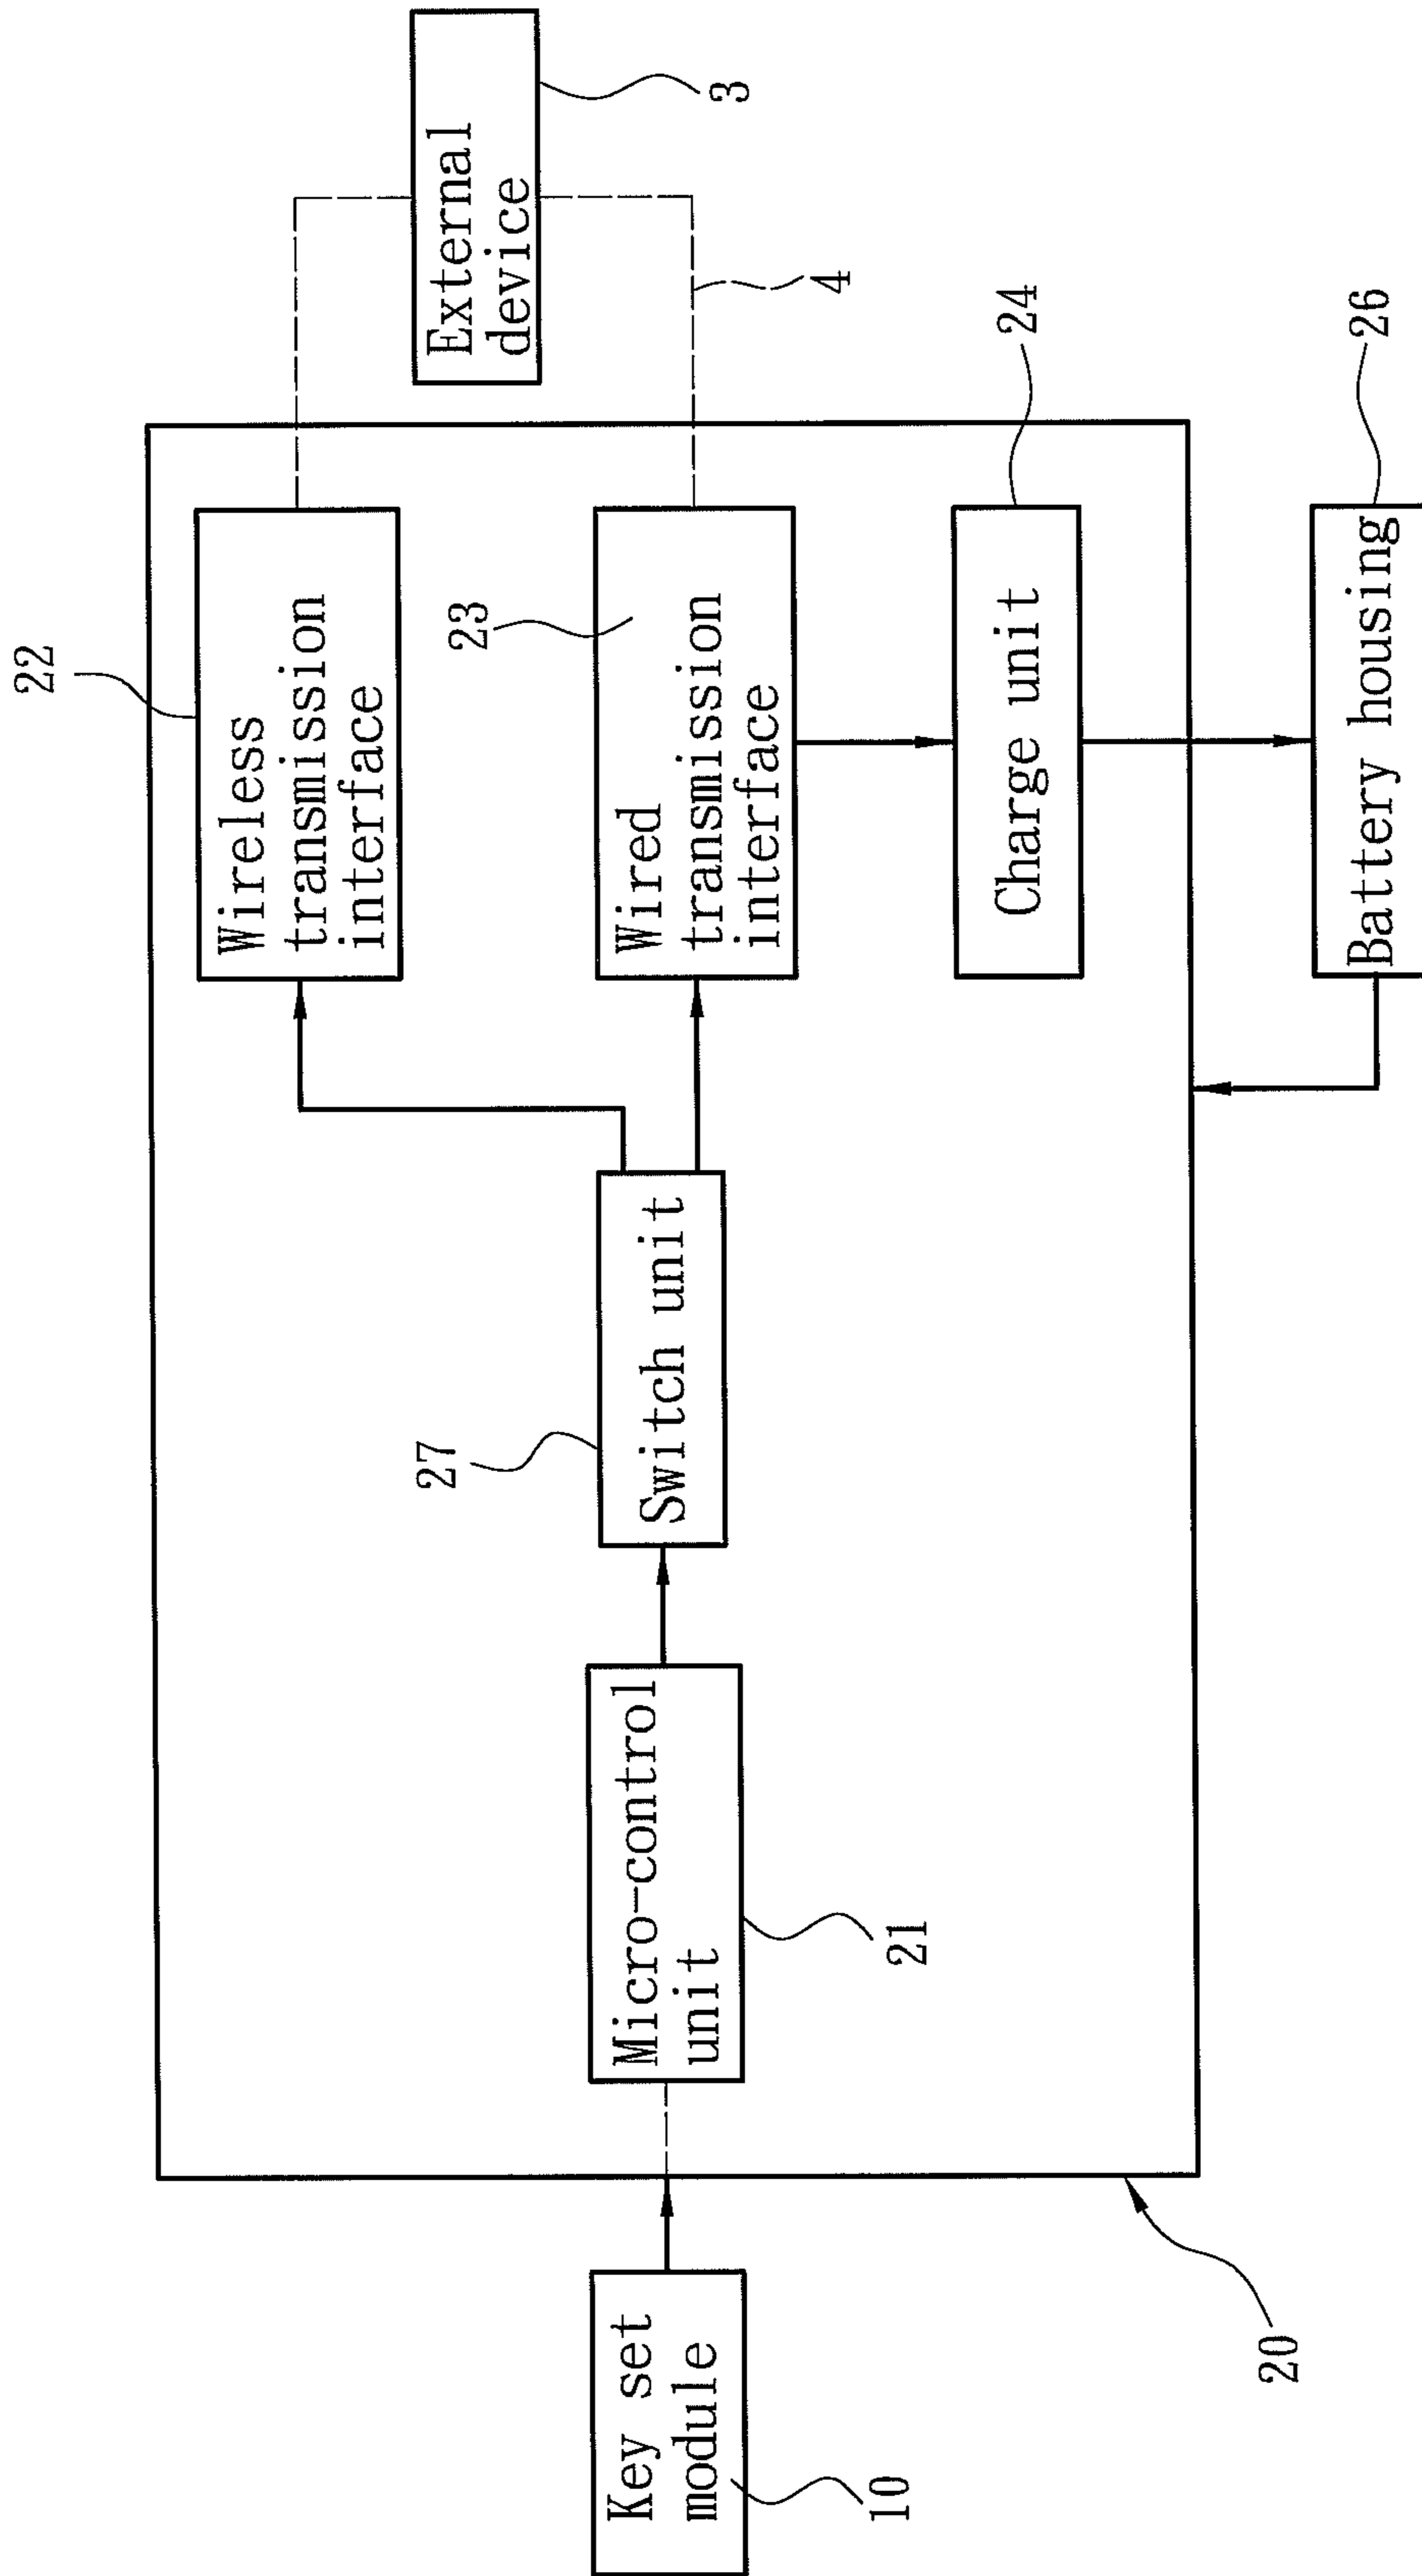 22
Wireless
transmission
interface
External
device
3
4
23
Wired
transmission
interface
27
Switch unit
Micro-control
unit
21
Key set
module
10
Charge unit
24
20
Battery housing
26